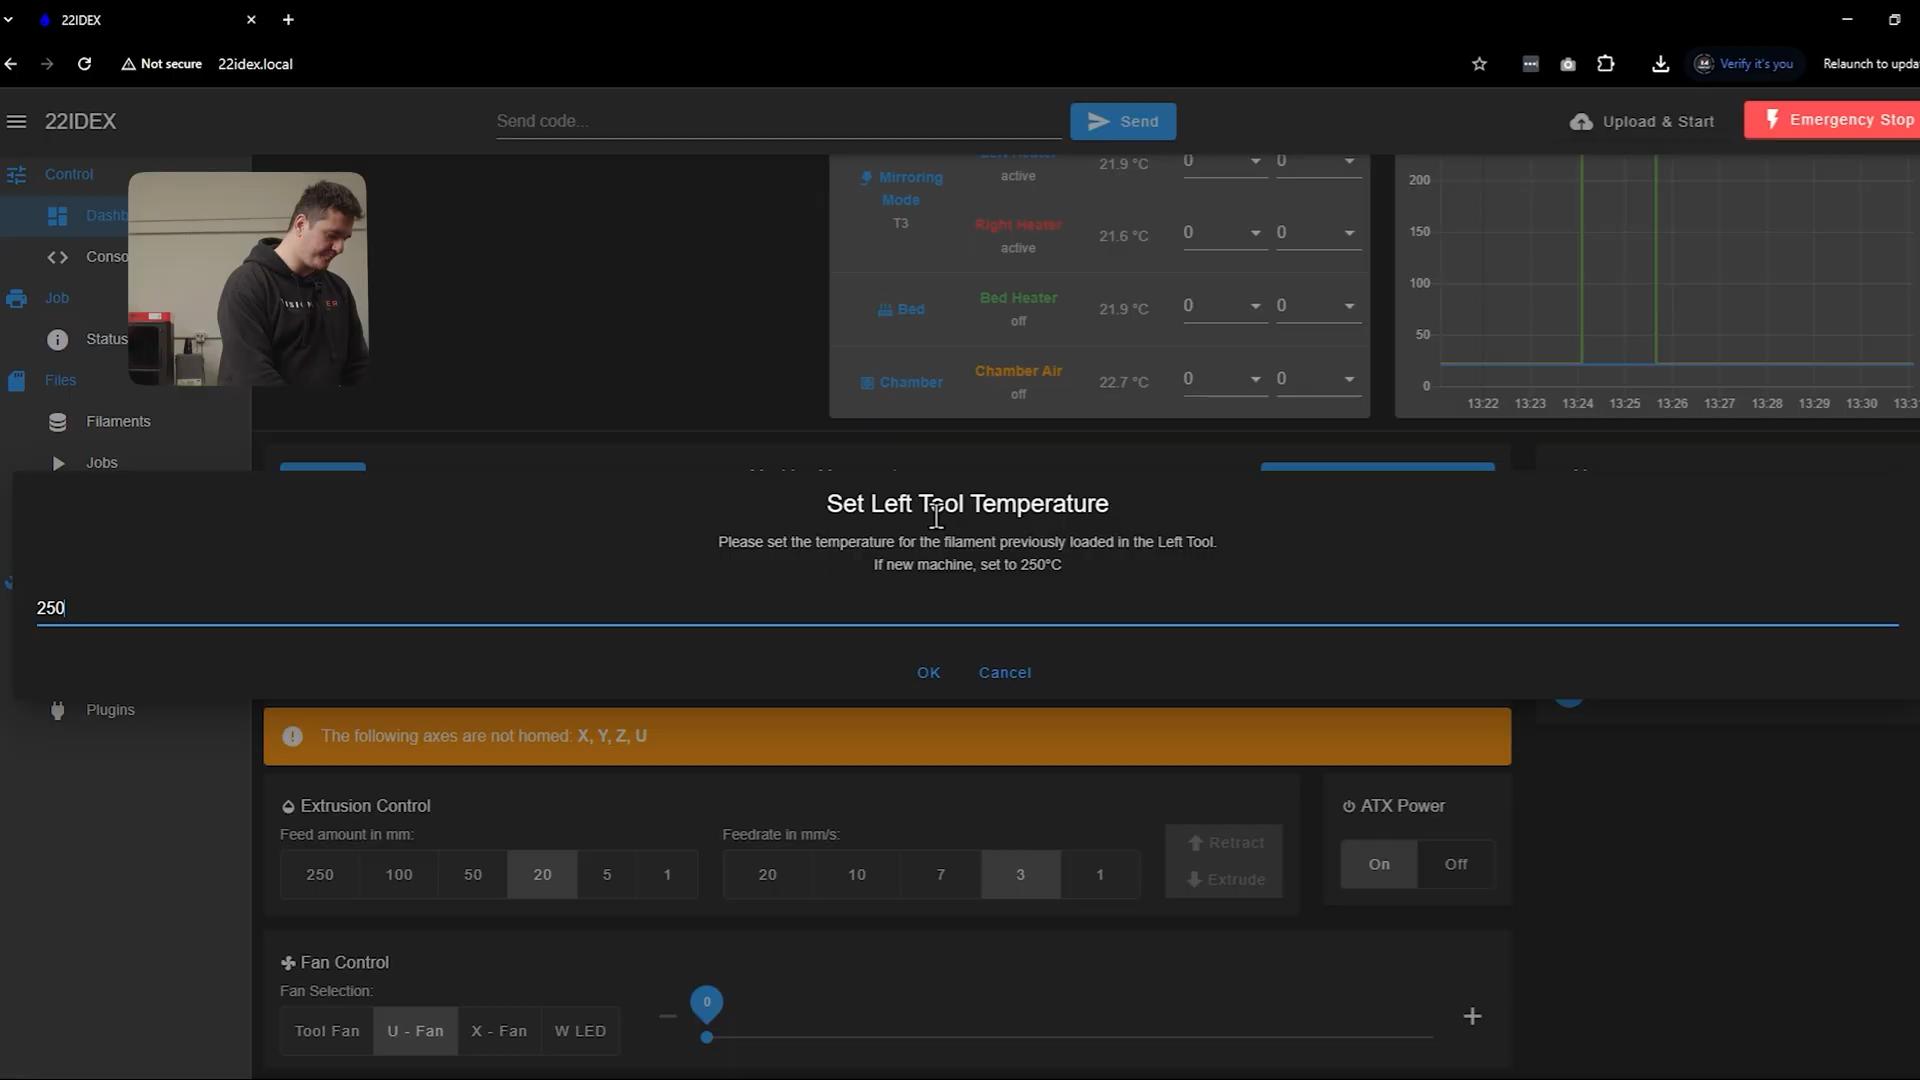 22IDEX
Not secure 22idex.local
Verify it's you
Relaunch to upda
22IDEX
Send code...
Send
Upload & Start
Emergency Stop
Control
Dashb
Conso
Job
Status
Files
Filaments
Jobs
Plugins
Mirroring Mode
T3
active
21.9 °C
0
0
Right Heater
active
21.6 °C
0
0
Bed
Bed Heater
off
21.9 °C
0
0
Chamber
Chamber Air
off
22.7 °C
0
0
200
150
100
50
0
13:22 13:23 13:24 13:25 13:26 13:27 13:28 13:29 13:30 13:3
Set Left Tool Temperature
Please set the temperature for the filament previously loaded in the Left Tool.
If new machine, set to 250°C
250
OK
Cancel
The following axes are not homed: X, Y, Z, U
Extrusion Control
Feed amount in mm:
250 100 50 20 5 1
Feedrate in mm/s:
20 10 7 3 1
Retract
Extrude
ATX Power
On Off
Fan Control
Fan Selection:
Tool Fan U - Fan X - Fan W LED
0